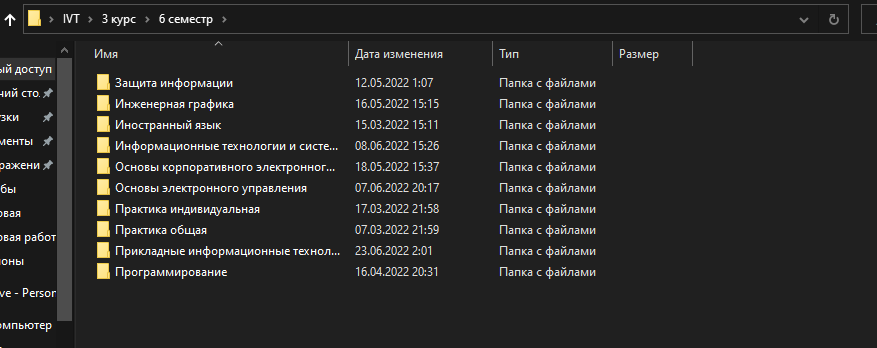 IVT › 3 курс › 6 семестр
Имя Дата изменения Тип Размер
ый доступ
чий сто.
узки
менты
ражени
бы
овая
овая работ
ионы
ve - Person
омпьютер
Защита информации 12.05.2022 1:07 Папка с файлами
Инженерная графика 16.05.2022 15:15 Папка с файлами
Иностранный язык 15.03.2022 15:11 Папка с файлами
Информационные технологии и систе... 08.06.2022 15:26 Папка с файлами
Основы корпоративного электронног... 18.05.2022 15:37 Папка с файлами
Основы электронного управления 07.06.2022 20:17 Папка с файлами
Практика индивидуальная 17.03.2022 21:58 Папка с файлами
Практика общая 07.03.2022 21:59 Папка с файлами
Прикладные информационные технол... 23.06.2022 2:01 Папка с файлами
Программирование 16.04.2022 20:31 Папка с файлами